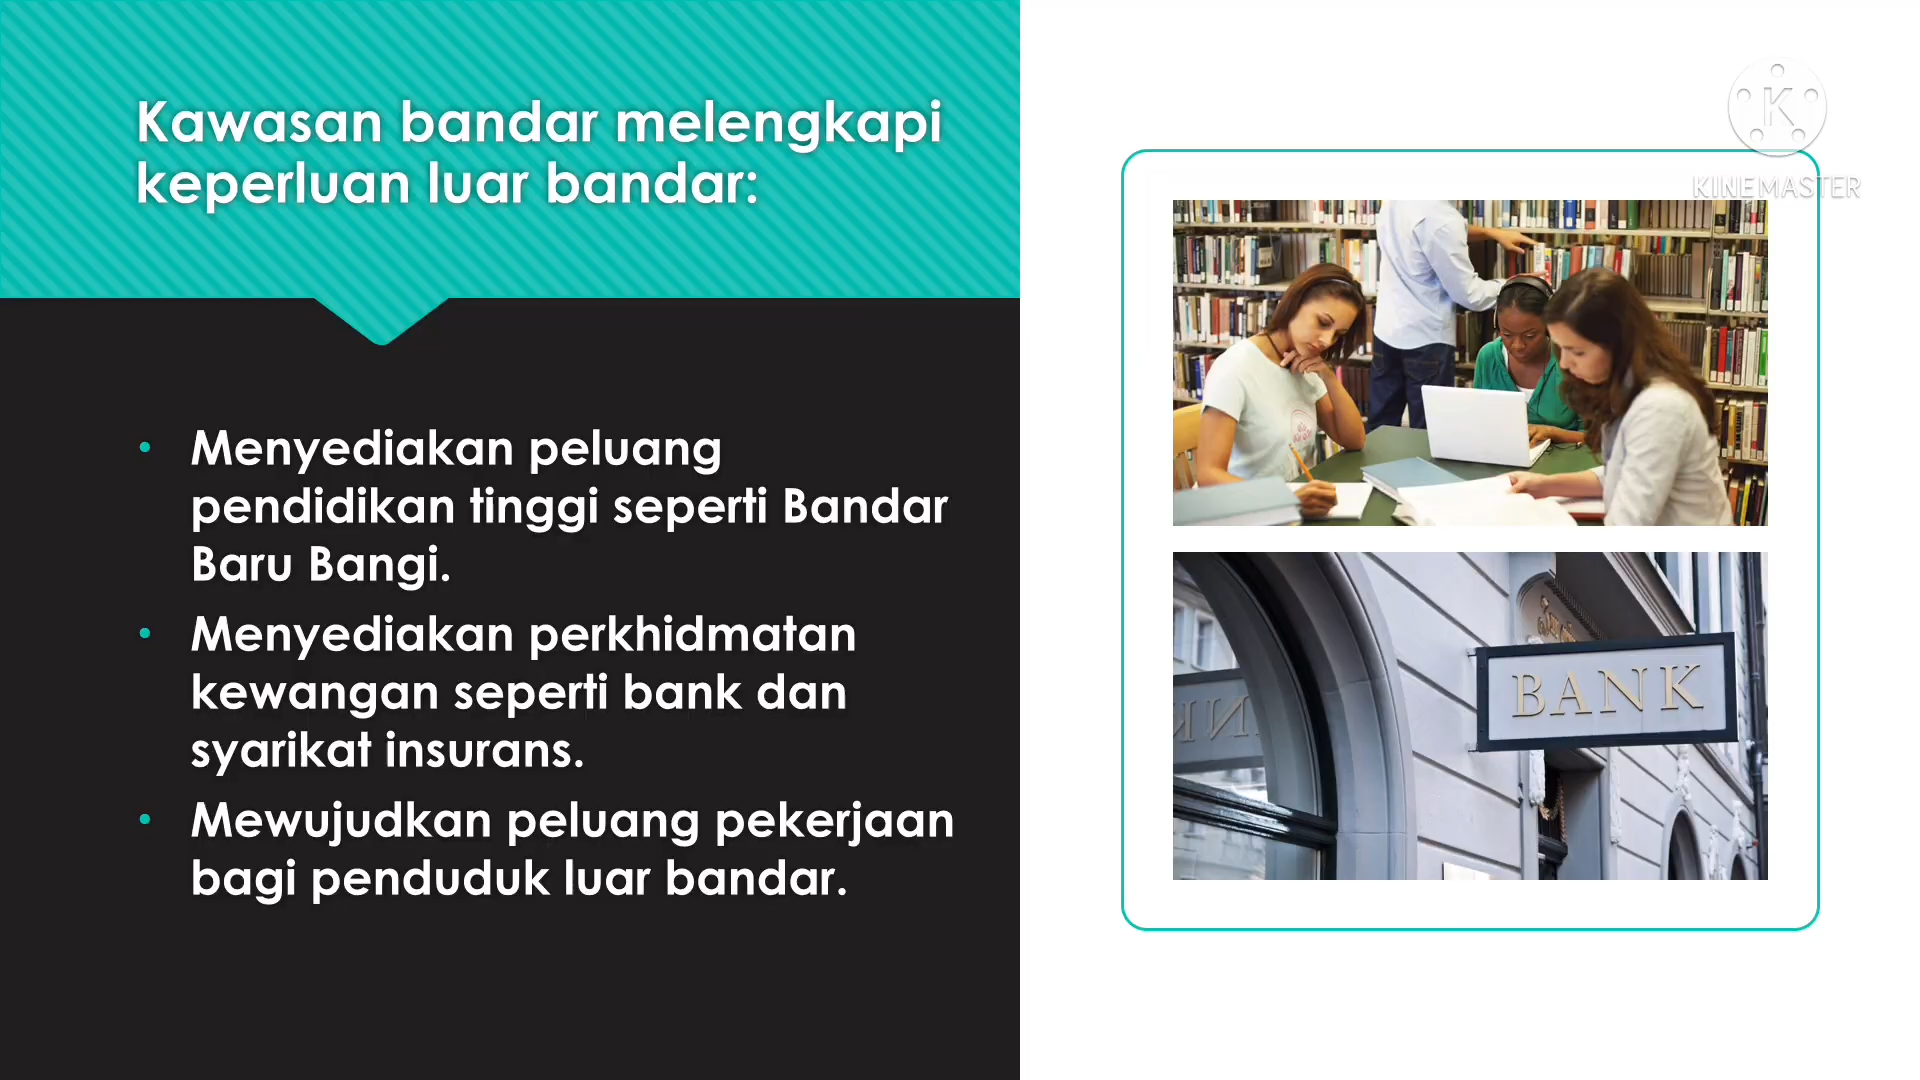 Kawasan bandar melengkapi
keperluan luar bandar:
• Menyediakan peluang
pendidikan tinggi seperti Bandar
Baru Bangi.
• Menyediakan perkhidmatan
kewangan seperti bank dan
syarikat insurans.
• Mewujudkan peluang pekerjaan
bagi penduduk luar bandar.
K
KINEMASTER
BANK